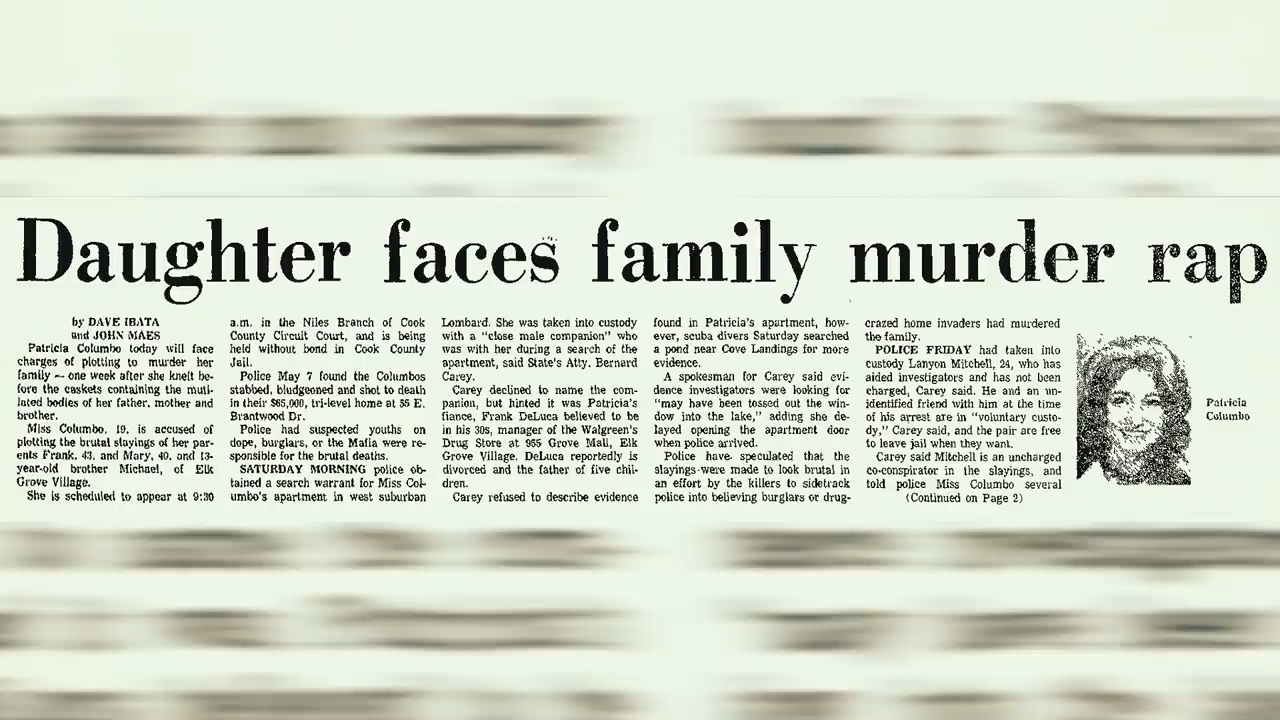 Daughter faces family murder rap
by DAVE IBATA
and JOHN MAES
Patricia Columbo today will face
charges of plotting to murder her
family — one week after she knelt be-
fore the caskets containing the muti-
lated bodies of her father, mother and
brother.
Miss Columbo, 19, is accused of
plotting the brutal slayings of her par-
ents Frank, 43, and Mary, 40, and 13-
year-old brother Michael, of Elk
Grove Village.
She is scheduled to appear at 9:30
a.m. in the Niles Branch of Cook
County Circuit Court, and is being
held without bond in Cook County
Jail.
Police May 7 found the Columbos
stabbed, bludgeoned and shot to death
in their $65,000, tri-level home at 55 E.
Brantwood Dr.
Police had suspected youths on
dope, burglars, or the Mafia were re-
sponsible for the brutal deaths.
SATURDAY MORNING police ob-
tained a search warrant for Miss Col-
umbo's apartment in west suburban
Lombard. She was taken into custody
with a "close male companion" who
was with her during a search of the
apartment, said State's Atty. Bernard
Carey.
Carey declined to name the com-
panion, but hinted it was Patricia's
fiance, Frank DeLuca believed to be
in his 30s, manager of the Walgreen's
Drug Store at 955 Grove Mall, Elk
Grove Village. DeLuca reportedly is
divorced and the father of five chil-
dren.
Carey refused to describe evidence
found in Patricia's apartment, how-
ever, scuba divers Saturday searched
a pond near Cove Landings for more
evidence.
A spokesman for Carey said evi-
dence investigators were looking for
"may have been tossed out the win-
dow into the lake," adding she de-
layed opening the apartment door
when police arrived.
Police have speculated that the
slayings were made to look brutal in
an effort by the killers to sidetrack
police into believing burglars or drug-
crazed home invaders had murdered
the family.
POLICE FRIDAY had taken into
custody Lanyon Mitchell, 24, who has
aided investigators and has not been
charged, Carey said. He and an un-
identified friend with him at the time
of his arrest are in "voluntary custo-
dy," Carey said, and the pair are free
to leave jail when they want.
Carey said Mitchell is an uncharged
co-conspirator in the slayings, and
told police Miss Columbo several
(Continued on Page 2)
Patricia
Columbo